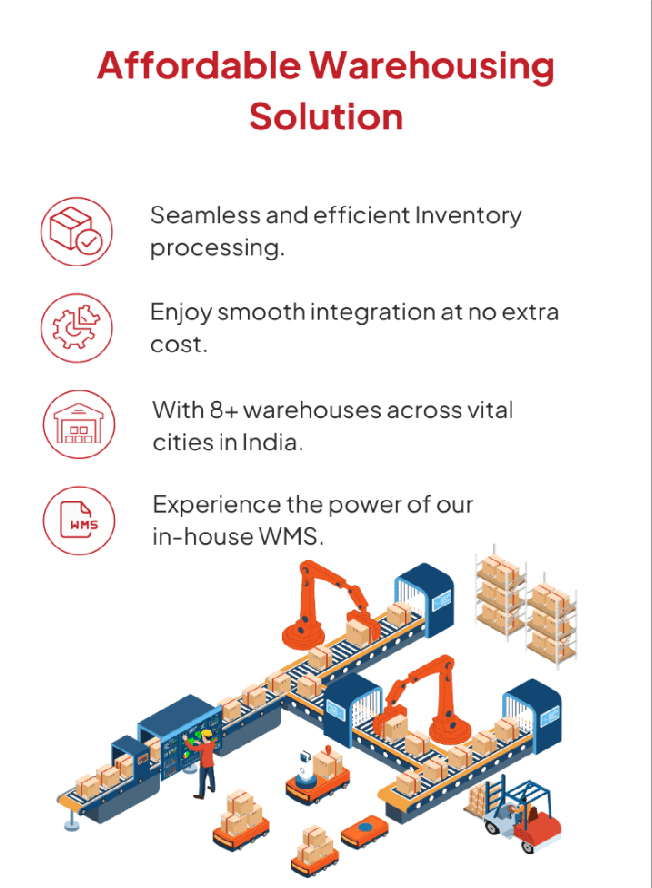 Affordable Warehousing
Solution
Seamless and efficient Inventory
processing.
Enjoy smooth integration at no extra
cost.
With 8+ warehouses across vital
cities in India.
WMS
Experience the power of our
in-house WMS.